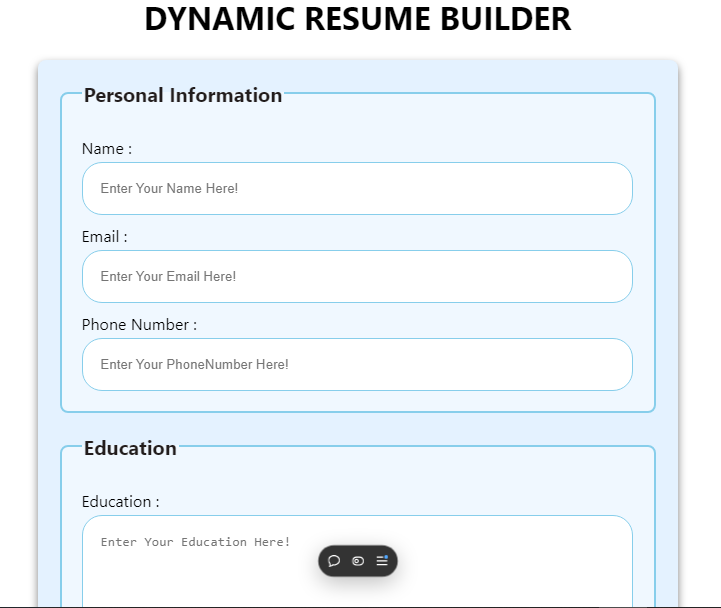 DYNAMIC RESUME BUILDER
Personal Information
Name :
Enter Your Name Here!
Email :
Enter Your Email Here!
Phone Number :
Enter Your PhoneNumber Here!
Education
Education :
Enter Your Education Here!